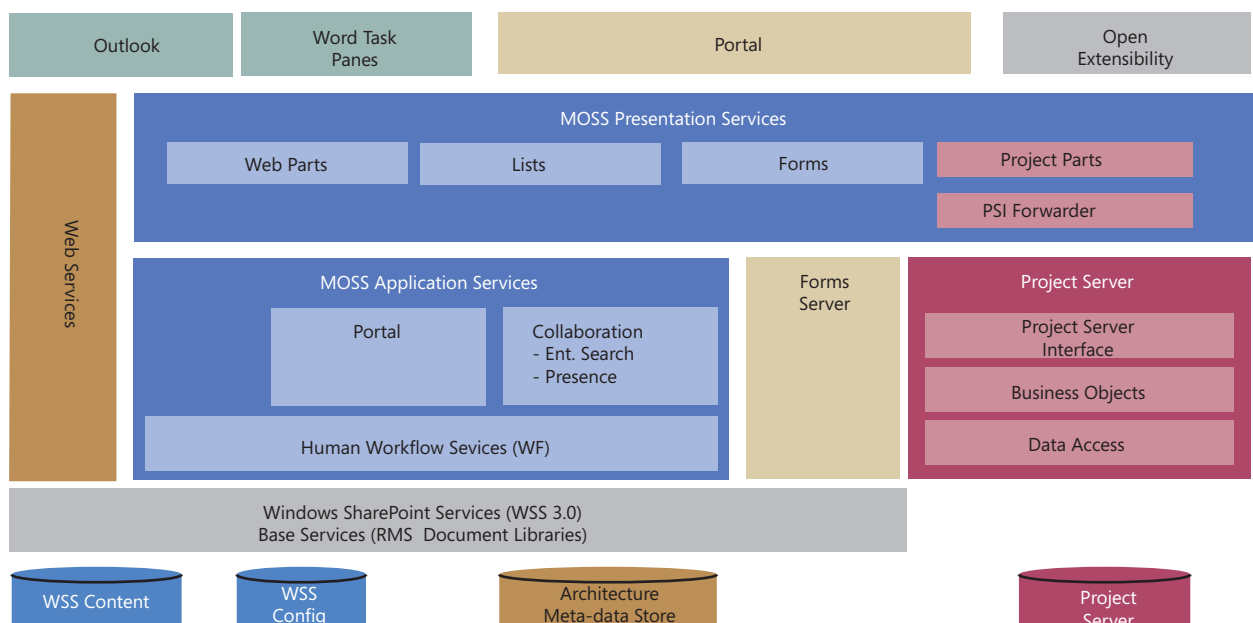 Outlook
Word Task
Panes
Portal
Open
Extensibility
Web Services
MOSS Presentation Services
Web Parts
Lists
Forms
Project Parts
PSI Forwarder
MOSS Application Services
Portal
Collaboration
- Ent. Search
- Presence
Human Workflow Sevices (WF)
Forms
Server
Project Server
Project Server
Interface
Business Objects
Data Access
Windows SharePoint Services (WSS 3.0)
Base Services (RMS Document Libraries)
WSS Content
WSS
Config
Architecture
Meta-data Store
Project
Server